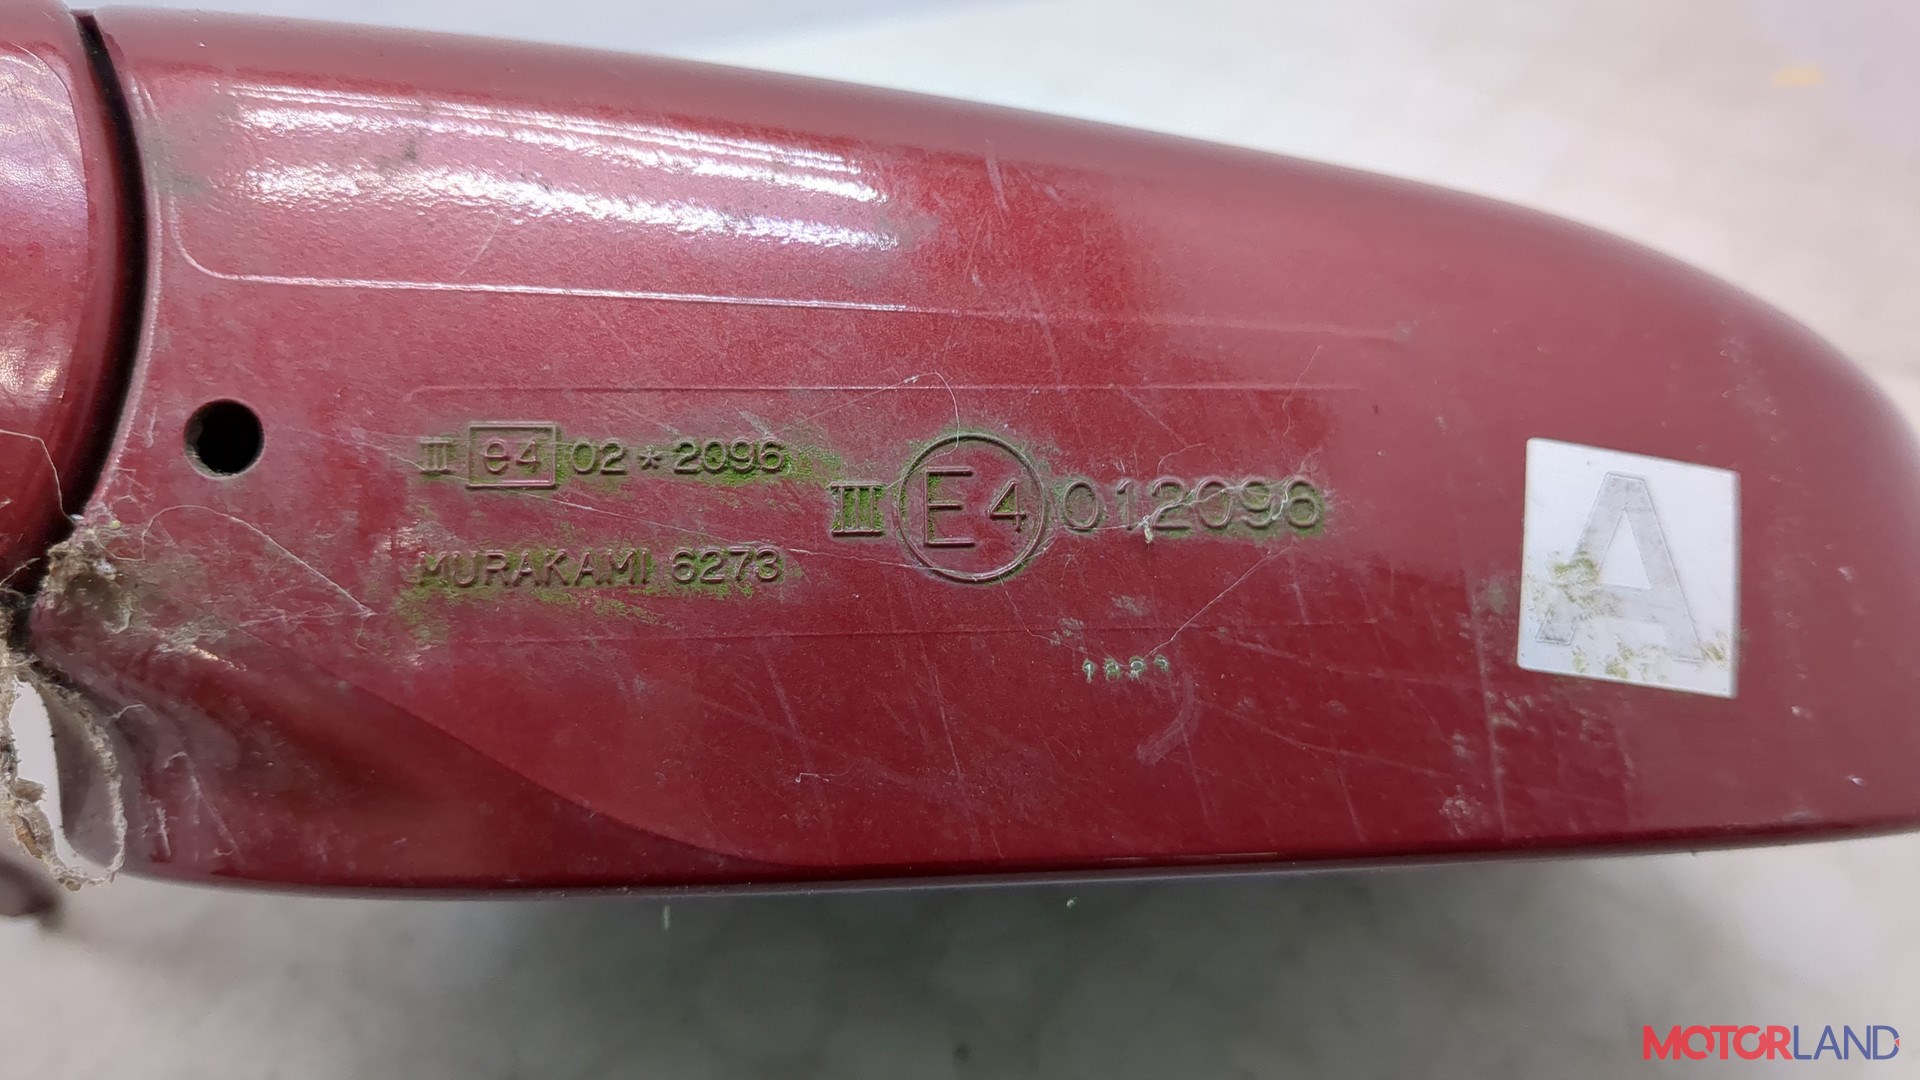 III e4 02*2096
MURAKAMI 6273
III E4 012096
A
MOTORLAND